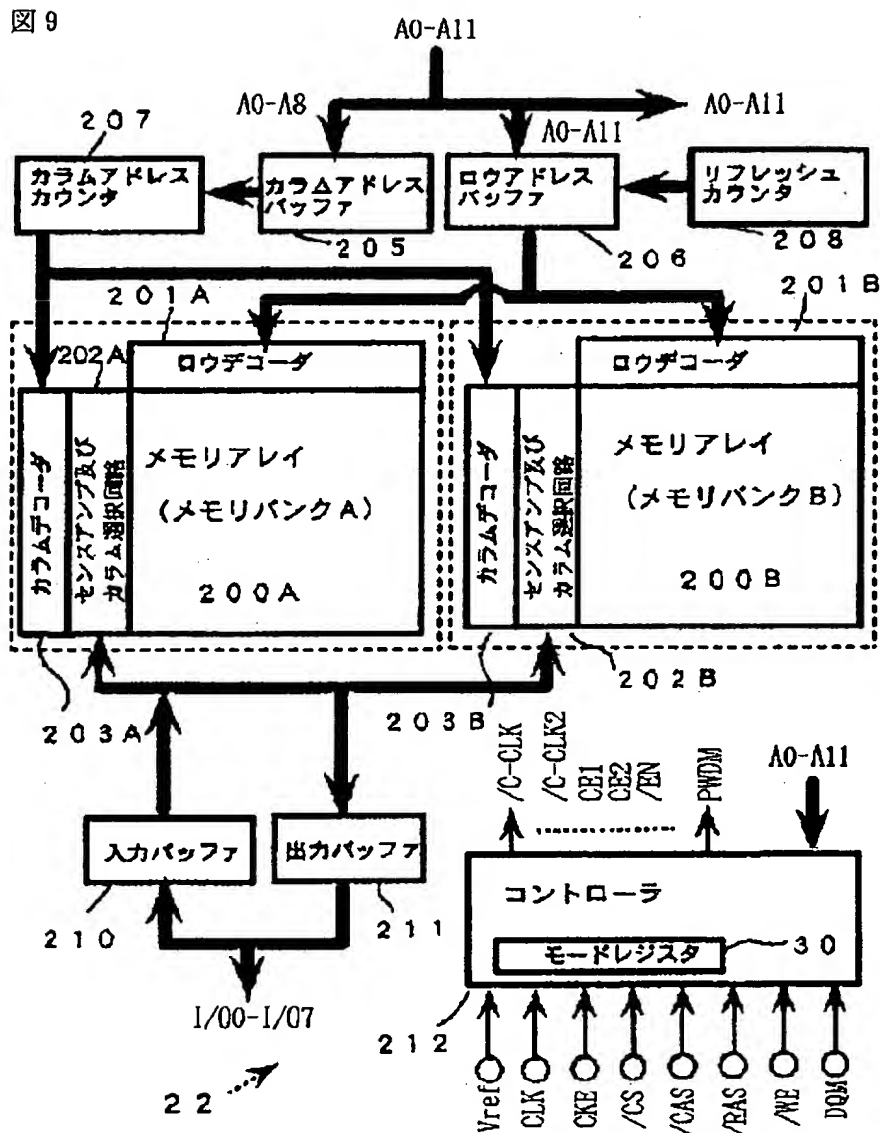 図9
A0-A11
A0-A8
A0-A11
A0-A11
207
カラムアドレス
カウンタ
カラムアドレス
バッファ
ロウアドレス
バッファ
リフレッシュ
カウンタ
205
206
208
201A
201B
202A
ロウデコーダ
ロウデコーダ
カラムデコーダ
センスアンプ及び
カラム選択回路
メモリアレイ
(メモリバンクA)
200A
カラムデコーダ
センスアンプ及び
カラム選択回路
メモリアレイ
(メモリバンクB)
200B
203A
203B
202B
/C-CLK
/C-CLK2
CE1
CE2
/EN
PWDM
A0-A11
入力バッファ
出力バッファ
210
211
コントローラ
モードレジスタ
30
212
I/O0-I/O7
22
Vref
CLK
CKE
/CS
/CAS
/RAS
/WE
DQM